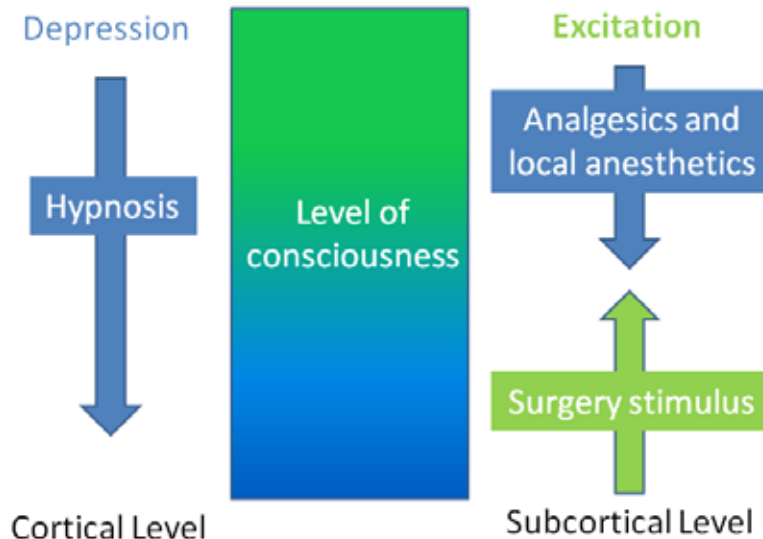 Depression
Excitation
Analgesics and
local anesthetics
Hypnosis
Level of
consciousness
Surgery stimulus
Cortical Level
Subcortical Level